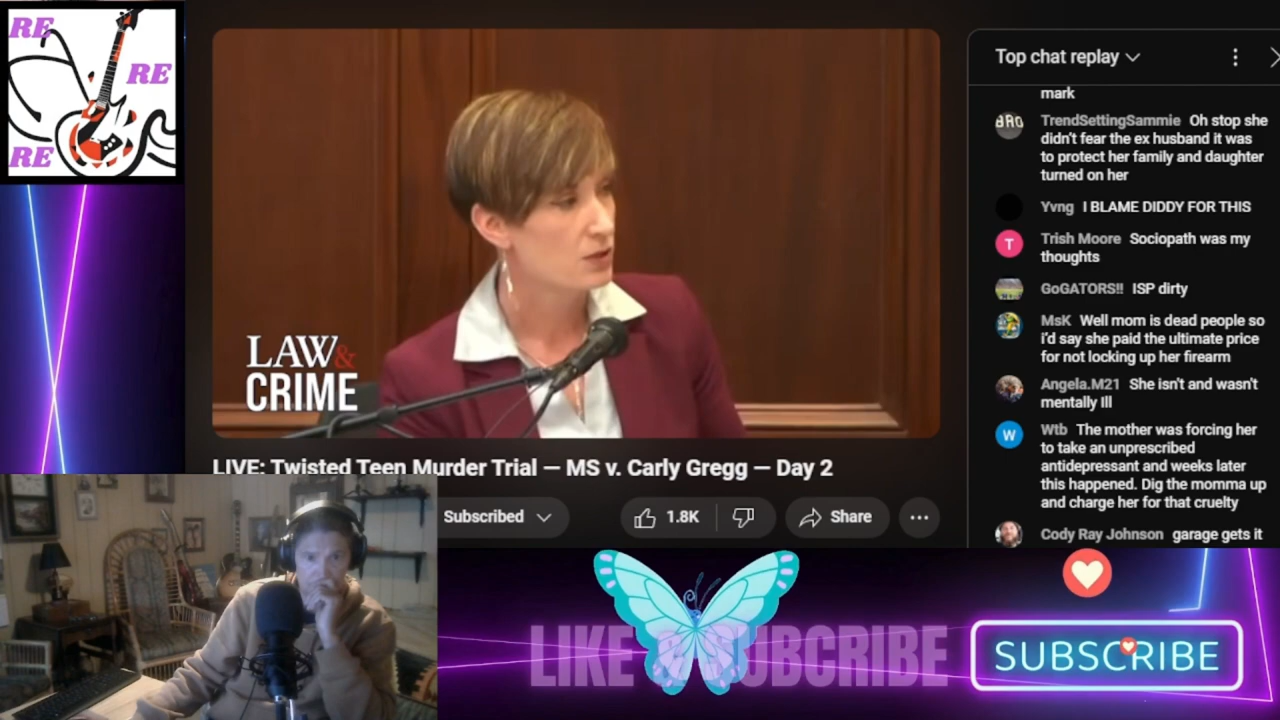 RE
RE
RE
LAW&
CRIME
LIVE: Twisted Teen Murder Trial — MS v. Carly Gregg — Day 2
Subscribed
1.8K
Share
Top chat replay
mark
TrendSettingSammie Oh stop she
didn't fear the ex husband it was
to protect her family and daughter
turned on her
Yvng I BLAME DIDDY FOR THIS
T
Trish Moore Sociopath was my
thoughts
GoGATORS!! ISP dirty
MsK Well mom is dead people so
i'd say she paid the ultimate price
for not locking up her firearm
Angela.M21 She isn't and wasn't
mentally Ill
W
Wtb The mother was forcing her
to take an unprescribed
antidepressant and weeks later
this happened. Dig the momma up
and charge her for that cruelty
Cody Ray Johnson garage gets it
LIKE & SUBCRIBE
SUBSCRIBE